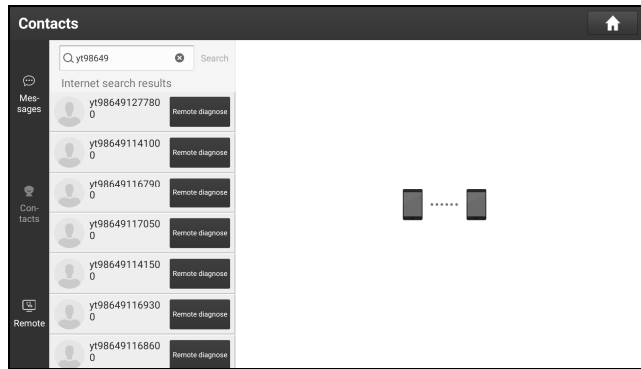 Contacts
yt98649
Search
Internet search results
Mes-
sages
Con-
tacts
Remote
yt98649127780
0
Remote diagnose
yt98649114100
0
Remote diagnose
yt98649116790
0
Remote diagnose
yt98649117050
0
Remote diagnose
yt98649114150
0
Remote diagnose
yt98649116930
0
Remote diagnose
yt98649116860
0
Remote diagnose